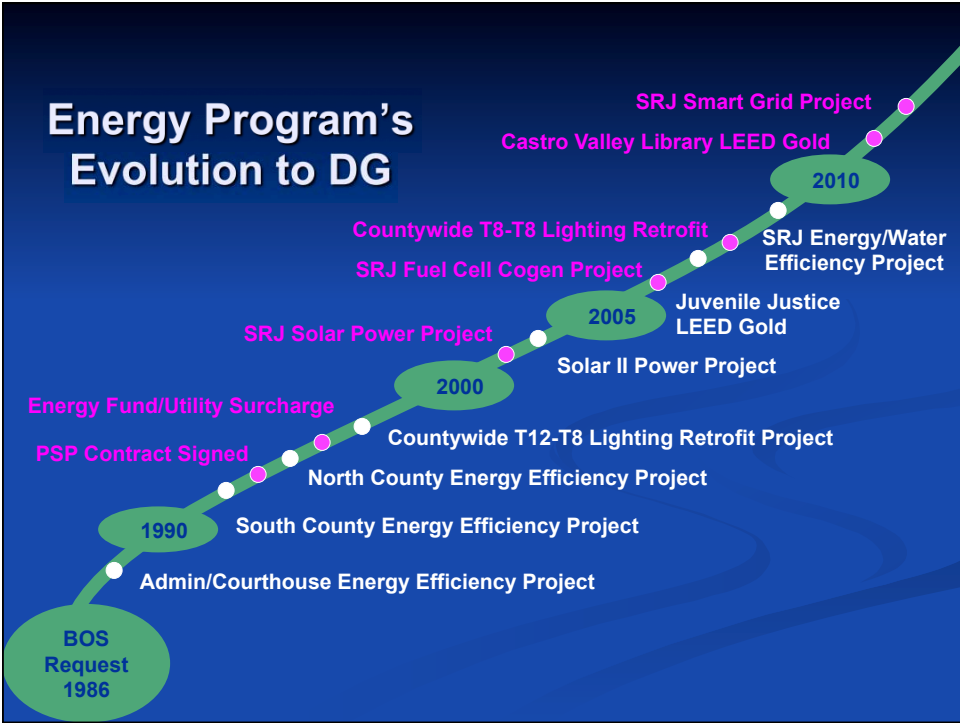 Energy Program's
Evolution to DG
SRJ Smart Grid Project
Castro Valley Library LEED Gold
2010
Countywide T8-T8 Lighting Retrofit
SRJ Energy/Water
Efficiency Project
SRJ Fuel Cell Cogen Project
Juvenile Justice
LEED Gold
2005
SRJ Solar Power Project
Solar II Power Project
2000
Energy Fund/Utility Surcharge
Countywide T12-T8 Lighting Retrofit Project
PSP Contract Signed
North County Energy Efficiency Project
1990
South County Energy Efficiency Project
Admin/Courthouse Energy Efficiency Project
BOS
Request
1986